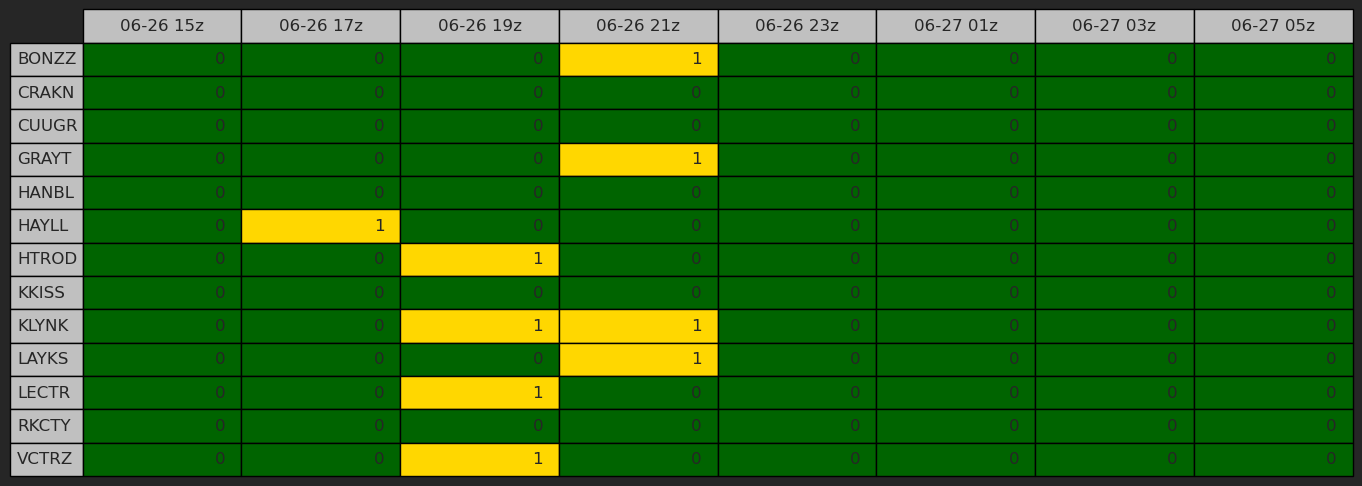 06-26 15z 06-26 17z 06-26 19z 06-26 21z 06-26 23z 06-27 01z 06-27 03z 06-27 05z
BONZZ 0 0 0 1 0 0 0 0
CRAKN 0 0 0 0 0 0 0 0
CUUGR 0 0 0 0 0 0 0 0
GRAYT 0 0 0 1 0 0 0 0
HANBL 0 0 0 0 0 0 0 0
HAYLL 0 1 0 0 0 0 0 0
HTROD 0 0 1 0 0 0 0 0
KKISS 0 0 0 0 0 0 0 0
KLYNK 0 0 1 1 0 0 0 0
LAYKS 0 0 0 1 0 0 0 0
LECTR 0 0 1 0 0 0 0 0
RKCTY 0 0 0 0 0 0 0 0
VCTRZ 0 0 1 0 0 0 0 0